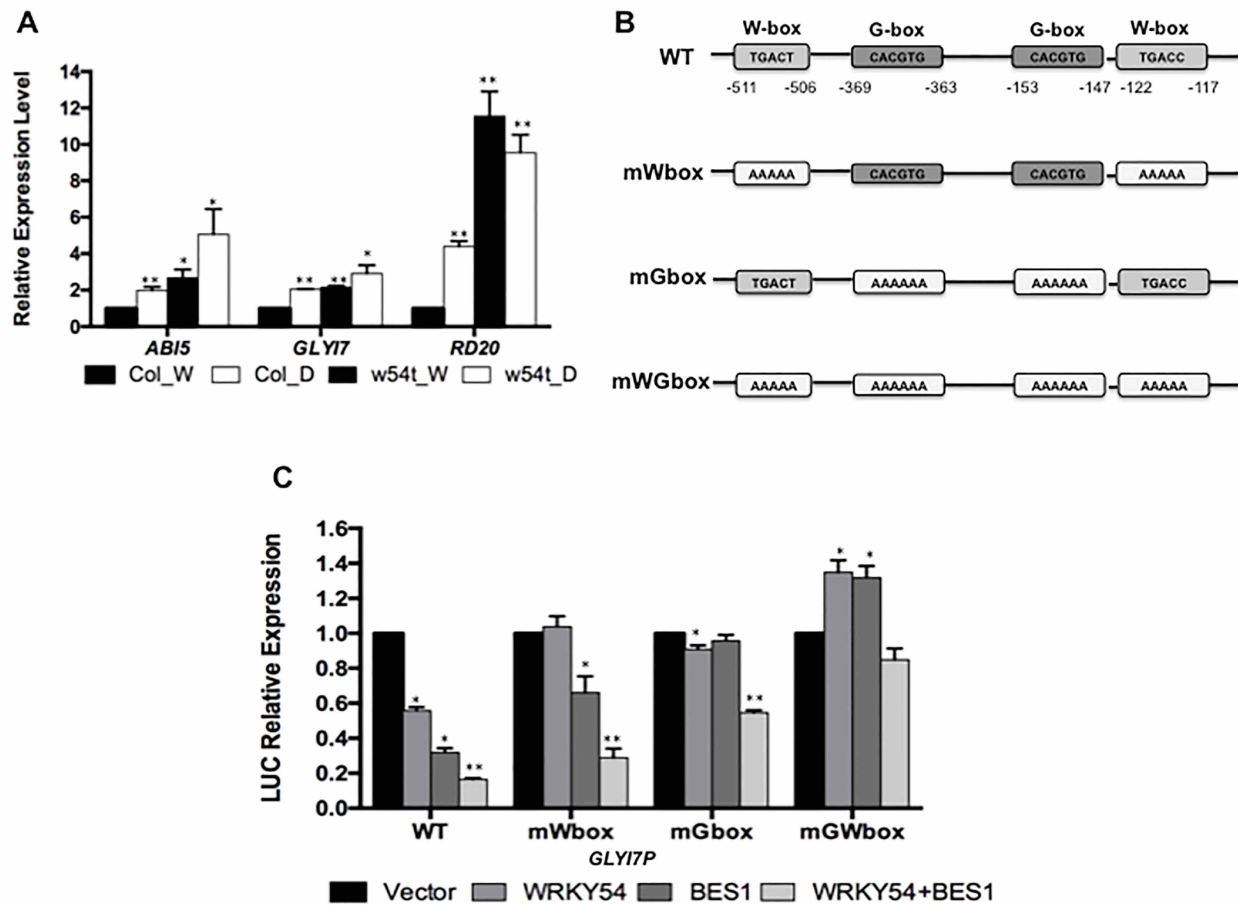 A
Relative Expression Level
14
12
10
8
6
4
2
0
** * *
** ** *
** ** **
ABI5 GLYI7 RD20
Col_W Col_D w54t_W w54t_D
B
W-box G-box G-box W-box
WT TGACT CACGTG CACGTG TGACC
-511 -506 -369 -363 -153 -147 -122 -117
mWbox AAAAA CACGTG CACGTG AAAAA
mGbox TGACT AAAAAA AAAAAA TGACC
mWGbox AAAAA AAAAAA AAAAAA AAAAA
C
LUC Relative Expression
1.6
1.4
1.2
1.0
0.8
0.6
0.4
0.2
0.0
* * **
* **
* **
* *
WT mWbox mGbox mGWbox
GLYI7P
Vector WRKY54 BES1 WRKY54+BES1